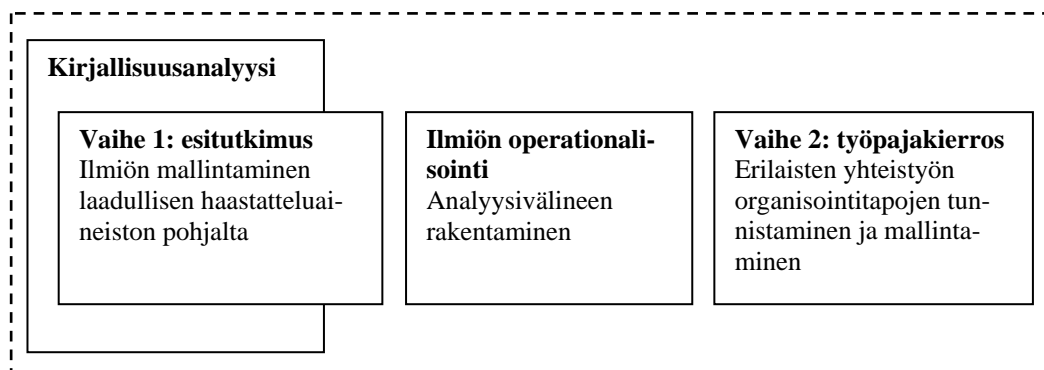 Kirjallisuusanalyysi
Vaihe 1: esitutkimus
Ilmiön mallintaminen
laadullisen haastatteluai-
neiston pohjalta
Ilmiön operationali-
sointi
Analyysivälineen
rakentaminen
Vaihe 2: työpajakierros
Erilaisten yhteistyön
organisointitapojen tun-
nistaminen ja mallinta-
minen